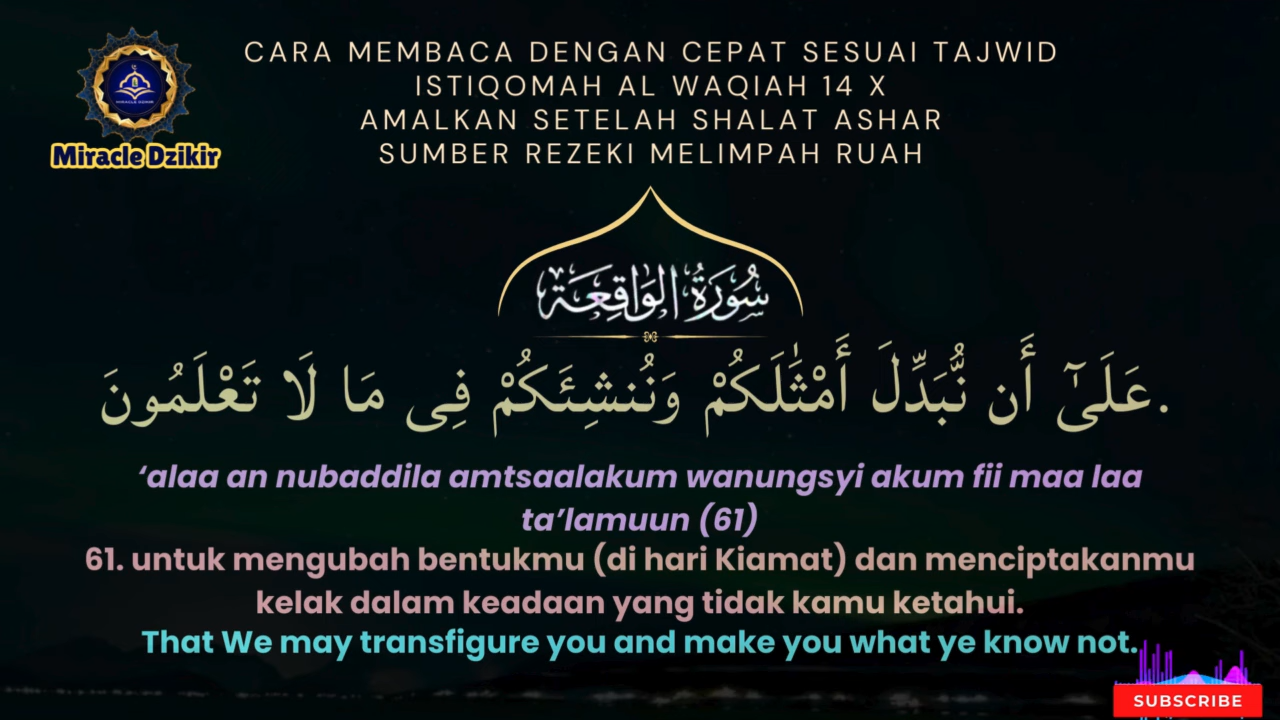 CARA MEMBACA DENGAN CEPAT SESUAI TAJWID
ISTIQOMAH AL WAQIAH 14 X
AMALKAN SETELAH SHALAT ASHAR
SUMBER REZEKI MELIMPAH RUAH
MIRACLE DZIKIR
Miracle Dzikir
سُورَةُ الوَاقِعَة
عَلَىٰٓ أَن نُّبَدِّلَ أَمْثَٰلَكُمْ وَنُنشِئَكُمْ فِى مَا لَا تَعْلَمُونَ.
‘alaa an nubaddila amtsaalakum wanungsyi akum fii maa laa
ta’lamuun (61)
61. untuk mengubah bentukmu (di hari Kiamat) dan menciptakanmu
kelak dalam keadaan yang tidak kamu ketahui.
That We may transfigure you and make you what ye know not.
SUBSCRIBE